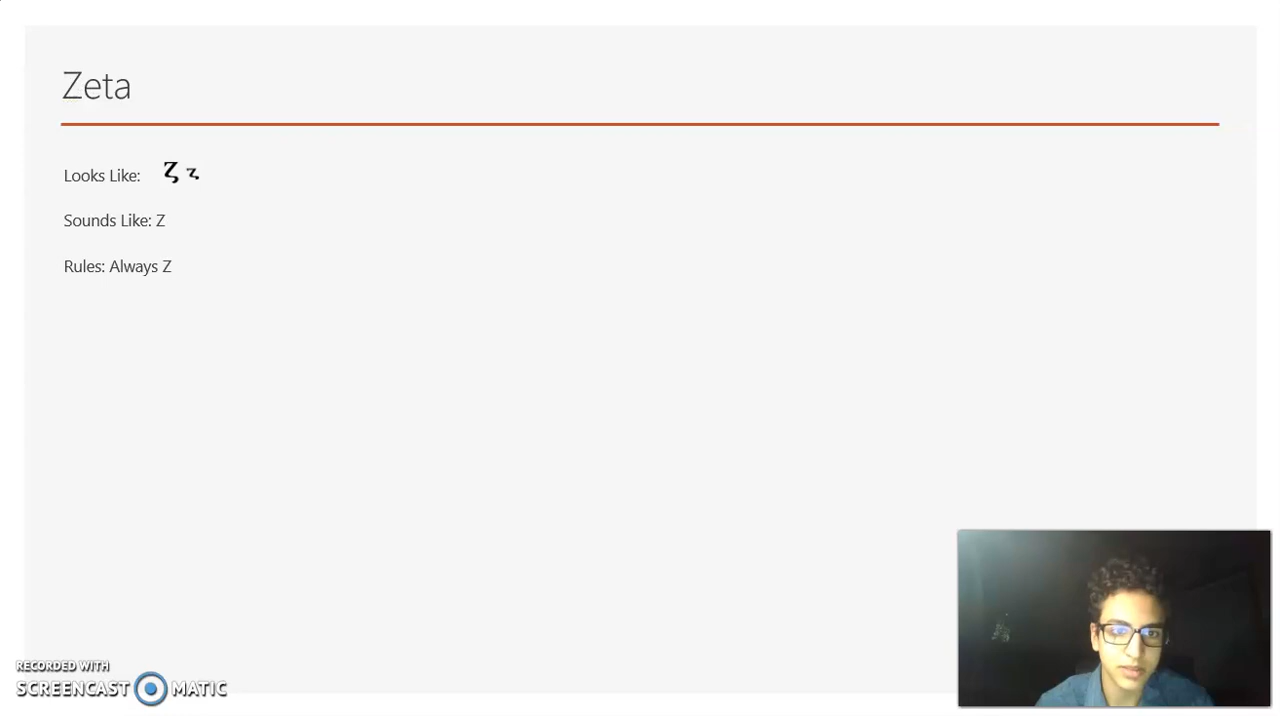 Zeta
Looks Like: Ⲍ ⲍ
Sounds Like: Z
Rules: Always Z
RECORDED WITH
SCREENCAST MATIC